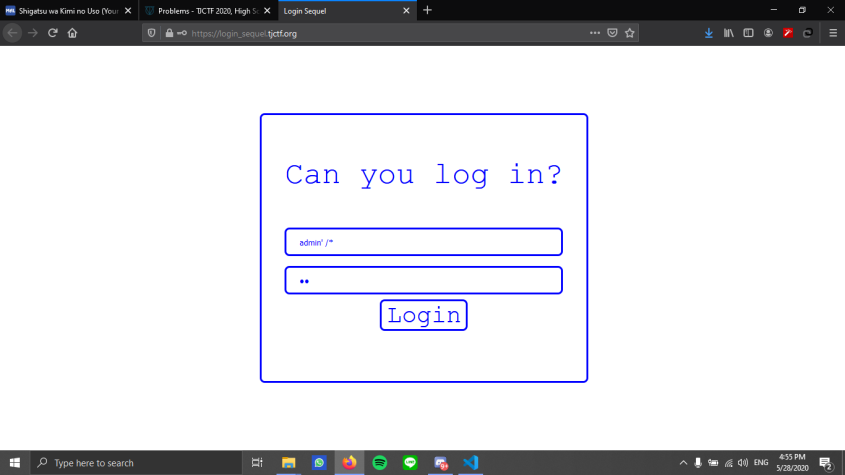 Shigatsu wa Kimi no Uso (Your
Problems - TJCTF 2020, High Sc
Login Sequel
https://login_sequel.tjctf.org
Can you log in?
admin' /*
••
Login
Type here to search
ENG
4:55 PM
5/28/2020